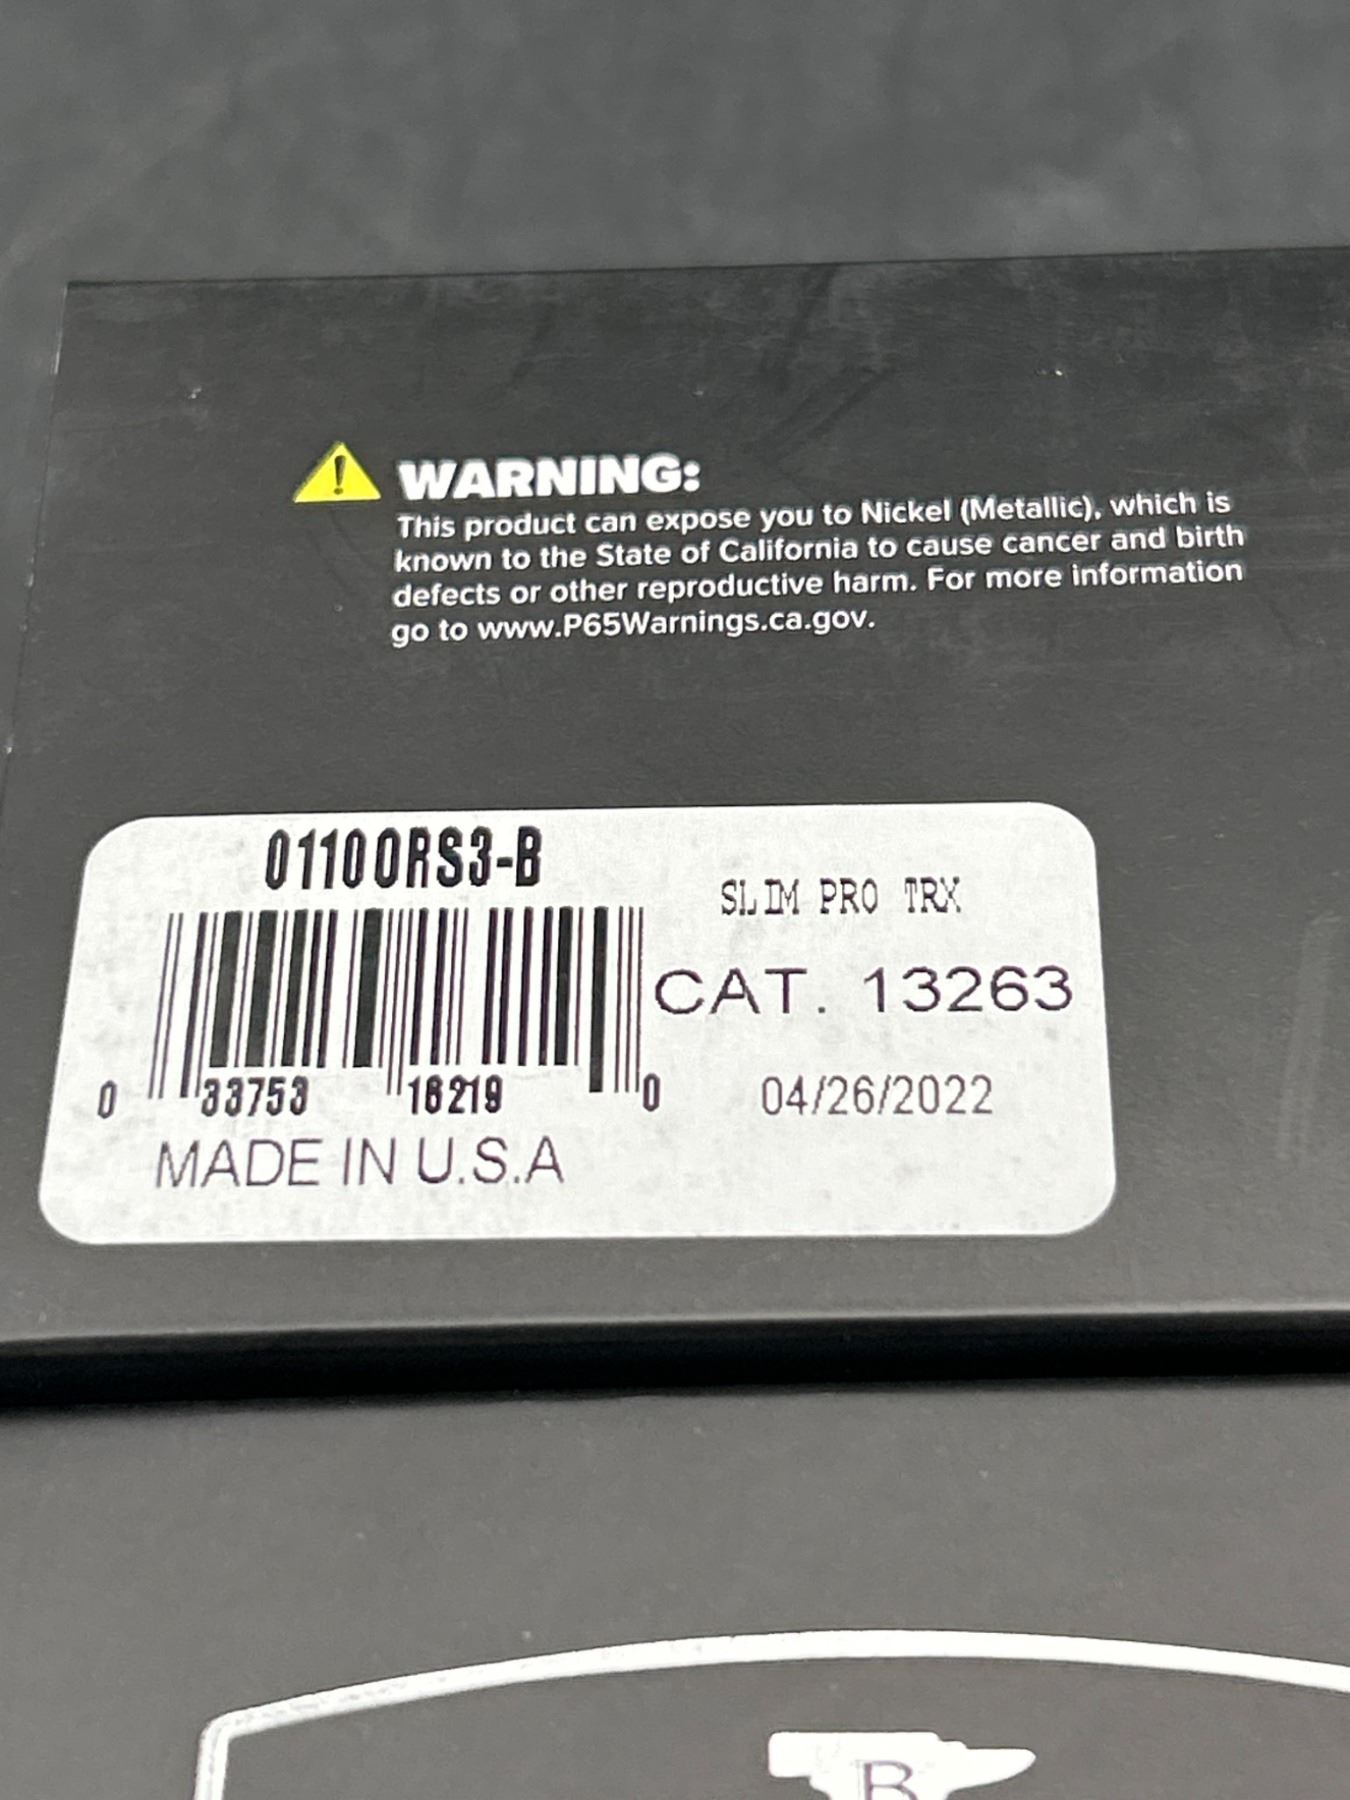 WARNING:
This product can expose you to Nickel (Metallic), which is
known to the State of California to cause cancer and birth
defects or other reproductive harm. For more information
go to www.P65Warnings.ca.gov.
01100RS3-B
SLIM PRO TRX
CAT. 13263
0 33753 16219 0
04/26/2022
MADE IN U.S.A
B